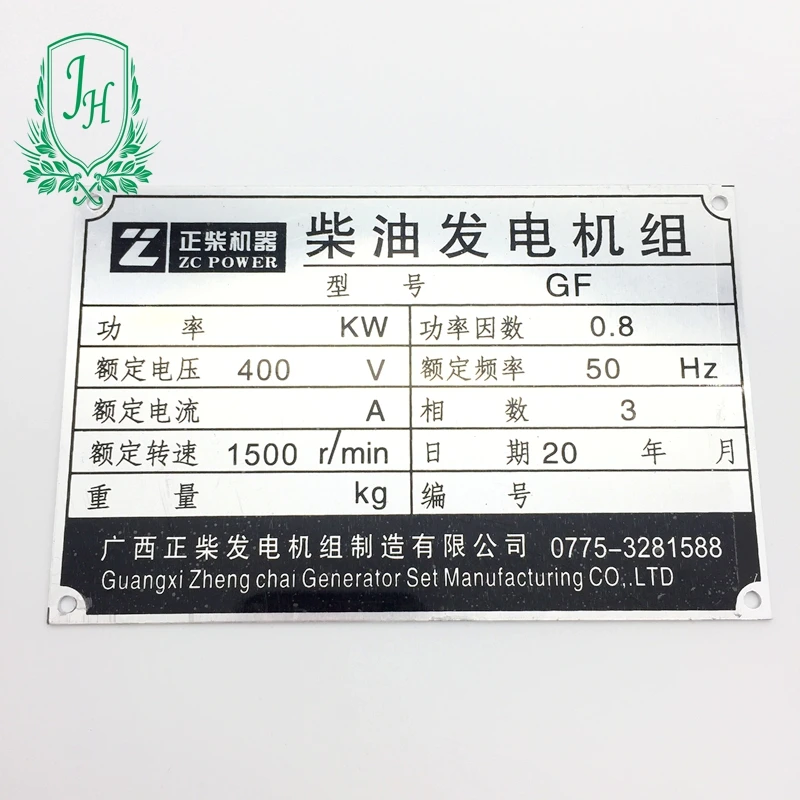 JH
正柴机器
ZC POWER
柴油发电机组
型 号 GF
功 率 KW 功率因数 0.8
额定电压 400 V 额定频率 50 Hz
额定电流 A 相 数 3
额定转速 1500 r/min 日 期 20 年 月
重 量 kg 编 号
广西正柴发电机组制造有限公司 0775-3281588
Guangxi Zheng chai Generator Set Manufacturing CO,.LTD